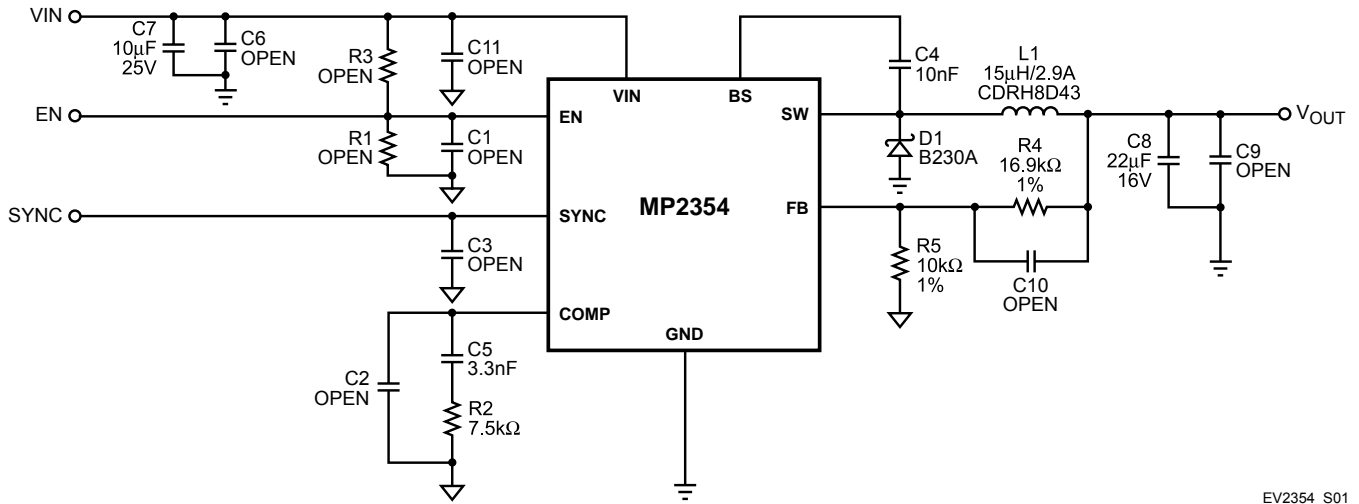 VIN
C7
10μF
25V
C6
OPEN
R3
OPEN
C11
OPEN
EN
R1
OPEN
C1
OPEN
SYNC
C3
OPEN
C2
OPEN
C5
3.3nF
R2
7.5kΩ
VIN
BS
EN
SW
SYNC
MP2354
FB
COMP
GND
C4
10nF
L1
15μH/2.9A
CDRH8D43
D1
B230A
R4
16.9kΩ
1%
R5
10kΩ
1%
C10
OPEN
C8
22μF
16V
C9
OPEN
VOUT
EV2354_S01